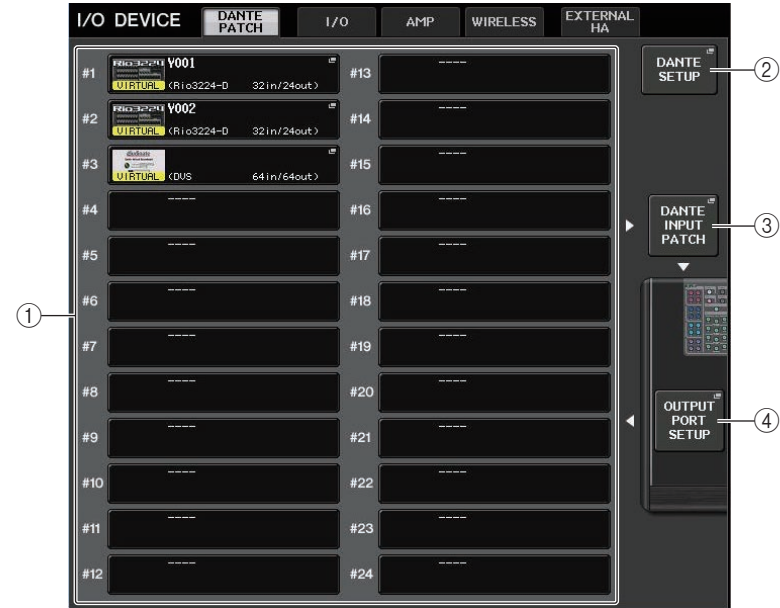 I/O DEVICE
DANTE PATCH
I/O
AMP
WIRELESS
EXTERNAL HA
#1
Rio3224
VIRTUAL
Y001
(Rio3224-D 32in/24out)
#2
Rio3224
VIRTUAL
Y002
(Rio3224-D 32in/24out)
#3
VIRTUAL
(DVS 64in/64out)
#4 ----
#5 ----
#6 ----
#7 ----
#8 ----
#9 ----
#10 ----
#11 ----
#12 ----
#13 ----
#14 ----
#15 ----
#16 ----
#17 ----
#18 ----
#19 ----
#20 ----
#21 ----
#22 ----
#23 ----
#24 ----
DANTE
SETUP
DANTE
INPUT
PATCH
OUTPUT
PORT
SETUP
①
②
③
④